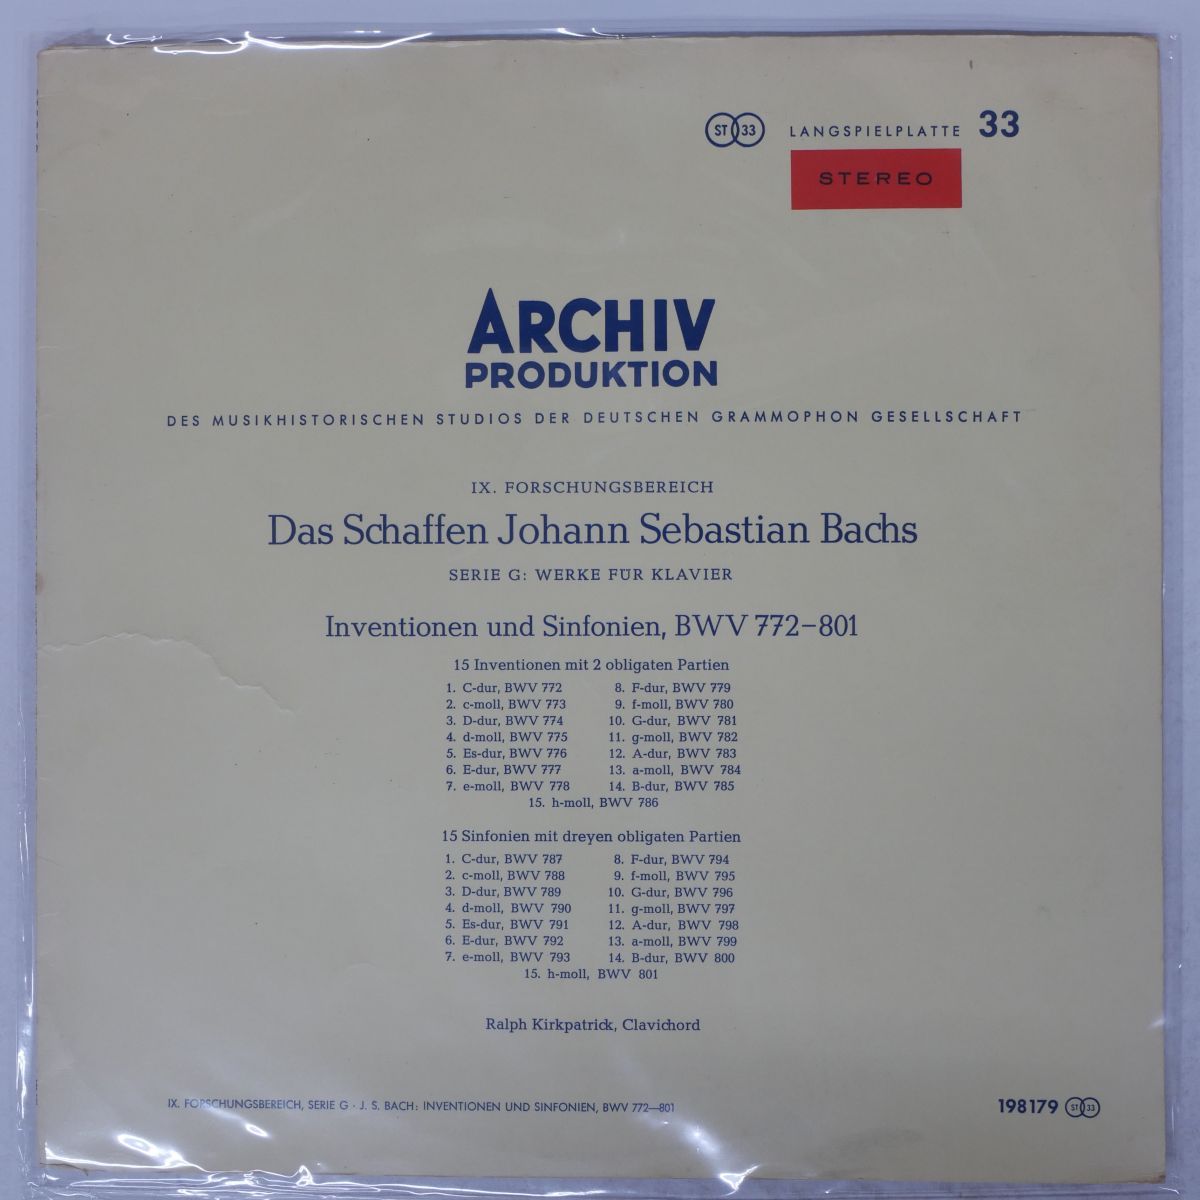 ST 33 LANGSPIELPLATTE 33
STEREO
ARCHIV
PRODUKTION
DES MUSIKHISTORISCHEN STUDIOS DER DEUTSCHEN GRAMMOPHON GESELLSCHAFT
IX. FORSCHUNGSBEREICH
Das Schaffen Johann Sebastian Bachs
SERIE G: WERKE FÜR KLAVIER
Inventionen und Sinfonien, BWV 772–801
15 Inventionen mit 2 obligaten Partien
1. C-dur, BWV 772
2. c-moll, BWV 773
3. D-dur, BWV 774
4. d-moll, BWV 775
5. Es-dur, BWV 776
6. E-dur, BWV 777
7. e-moll, BWV 778
8. F-dur, BWV 779
9. f-moll, BWV 780
10. G-dur, BWV 781
11. g-moll, BWV 782
12. A-dur, BWV 783
13. a-moll, BWV 784
14. B-dur, BWV 785
15. h-moll, BWV 786
15 Sinfonien mit dreyen obligaten Partien
1. C-dur, BWV 787
2. c-moll, BWV 788
3. D-dur, BWV 789
4. d-moll, BWV 790
5. Es-dur, BWV 791
6. E-dur, BWV 792
7. e-moll, BWV 793
8. F-dur, BWV 794
9. f-moll, BWV 795
10. G-dur, BWV 796
11. g-moll, BWV 797
12. A-dur, BWV 798
13. a-moll, BWV 799
14. B-dur, BWV 800
15. h-moll, BWV 801
Ralph Kirkpatrick, Clavichord
IX. FORSCHUNGSBEREICH, SERIE G · J. S. BACH: INVENTIONEN UND SINFONIEN, BWV 772—801
198179 ST 33